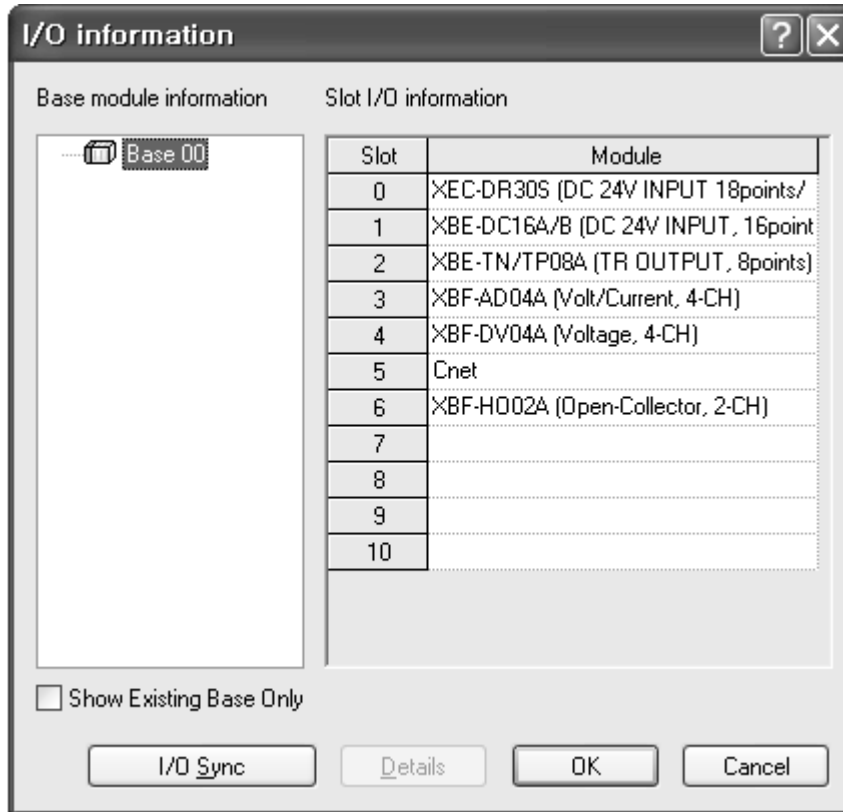 I/O information
Base module information
Slot I/O information
Base 00
Slot Module
0 XEC-DR30S (DC 24V INPUT 18points/
1 XBE-DC16A/B (DC 24V INPUT, 16point
2 XBE-TN/TP08A (TR OUTPUT, 8points)
3 XBF-AD04A (Volt/Current, 4-CH)
4 XBF-DV04A (Voltage, 4-CH)
5 Cnet
6 XBF-HO02A (Open-Collector, 2-CH)
7
8
9
10
Show Existing Base Only
I/O Sync Details OK Cancel